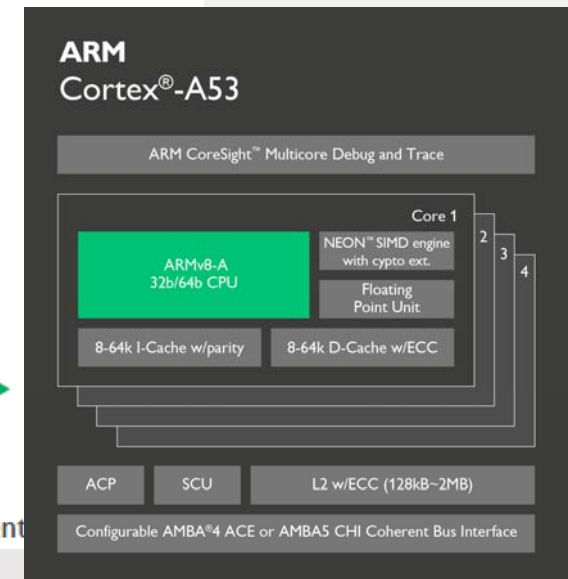 ARM
Cortex®-A53
ARM CoreSight™ Multicore Debug and Trace
Core 1
2
3
4
ARMv8-A
32b/64b CPU
NEON™ SIMD engine
with cypto ext.
Floating
Point Unit
8-64k I-Cache w/parity
8-64k D-Cache w/ECC
ACP
SCU
L2 w/ECC (128kB~2MB)
nt
Configurable AMBA®4 ACE or AMBA5 CHI Coherent Bus Interface